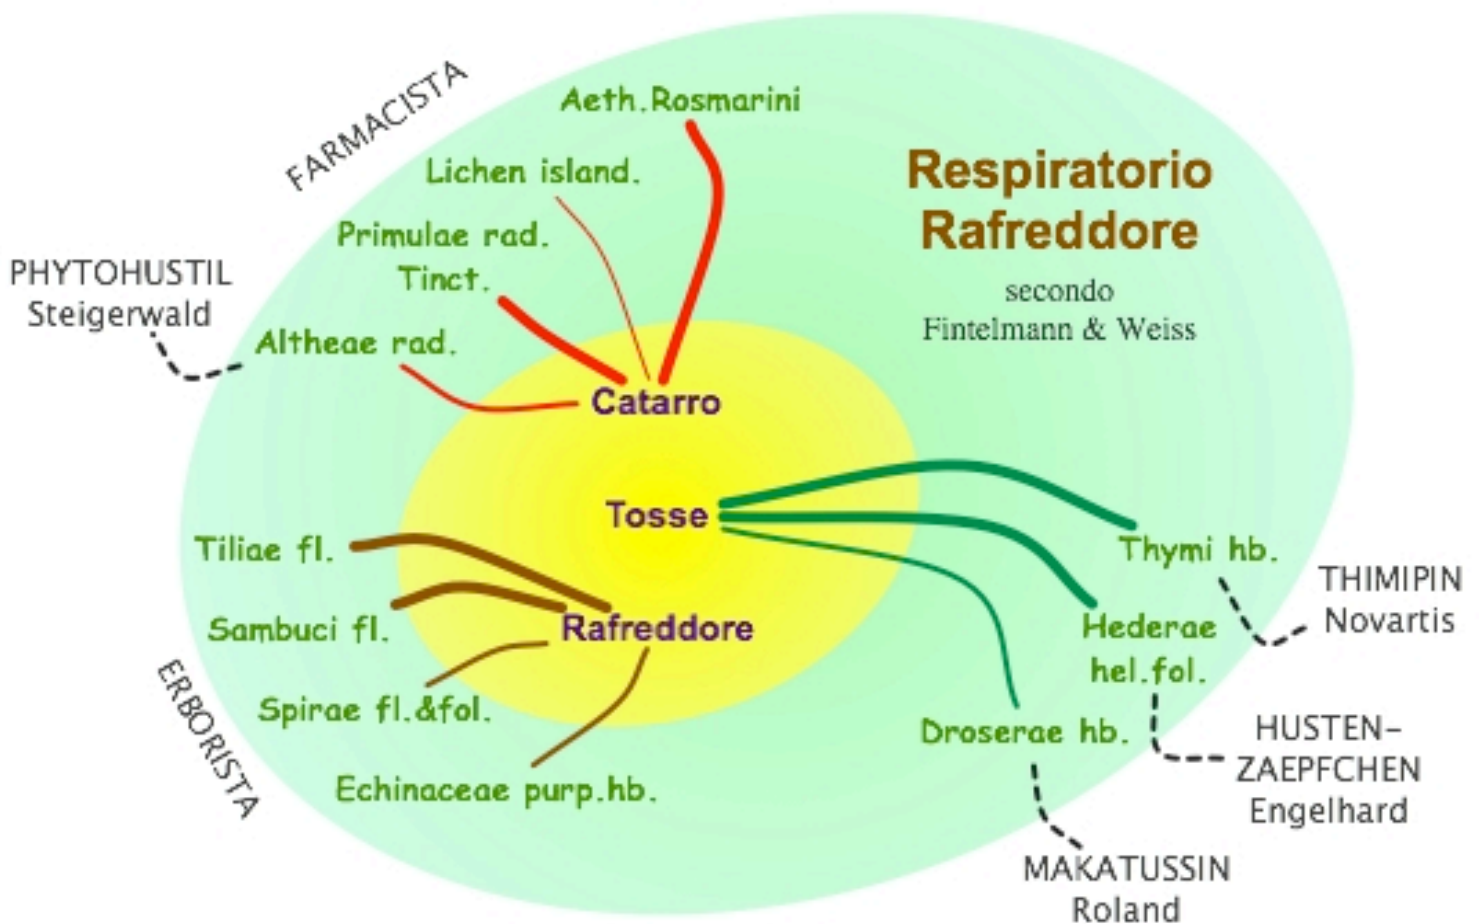 FARMACISTA
Aeth.Rosmarini
Lichen island.
Primulae rad.
Tinct.
Respiratorio
Rafreddore
secondo
Fintelmann & Weiss
PHYTOHUSTIL
Steigerwald
Altheae rad.
Catarro
Tosse
Tiliae fl.
Sambuci fl.
Rafreddore
Spirae fl.&fol.
Echinaceae purp.hb.
ERBORISTA
Thymi hb.
THIMIPIN
Novartis
Hederae
hel.fol.
Droserae hb.
HUSTEN-
ZAEPFCHEN
Engelhard
MAKATUSSIN
Roland